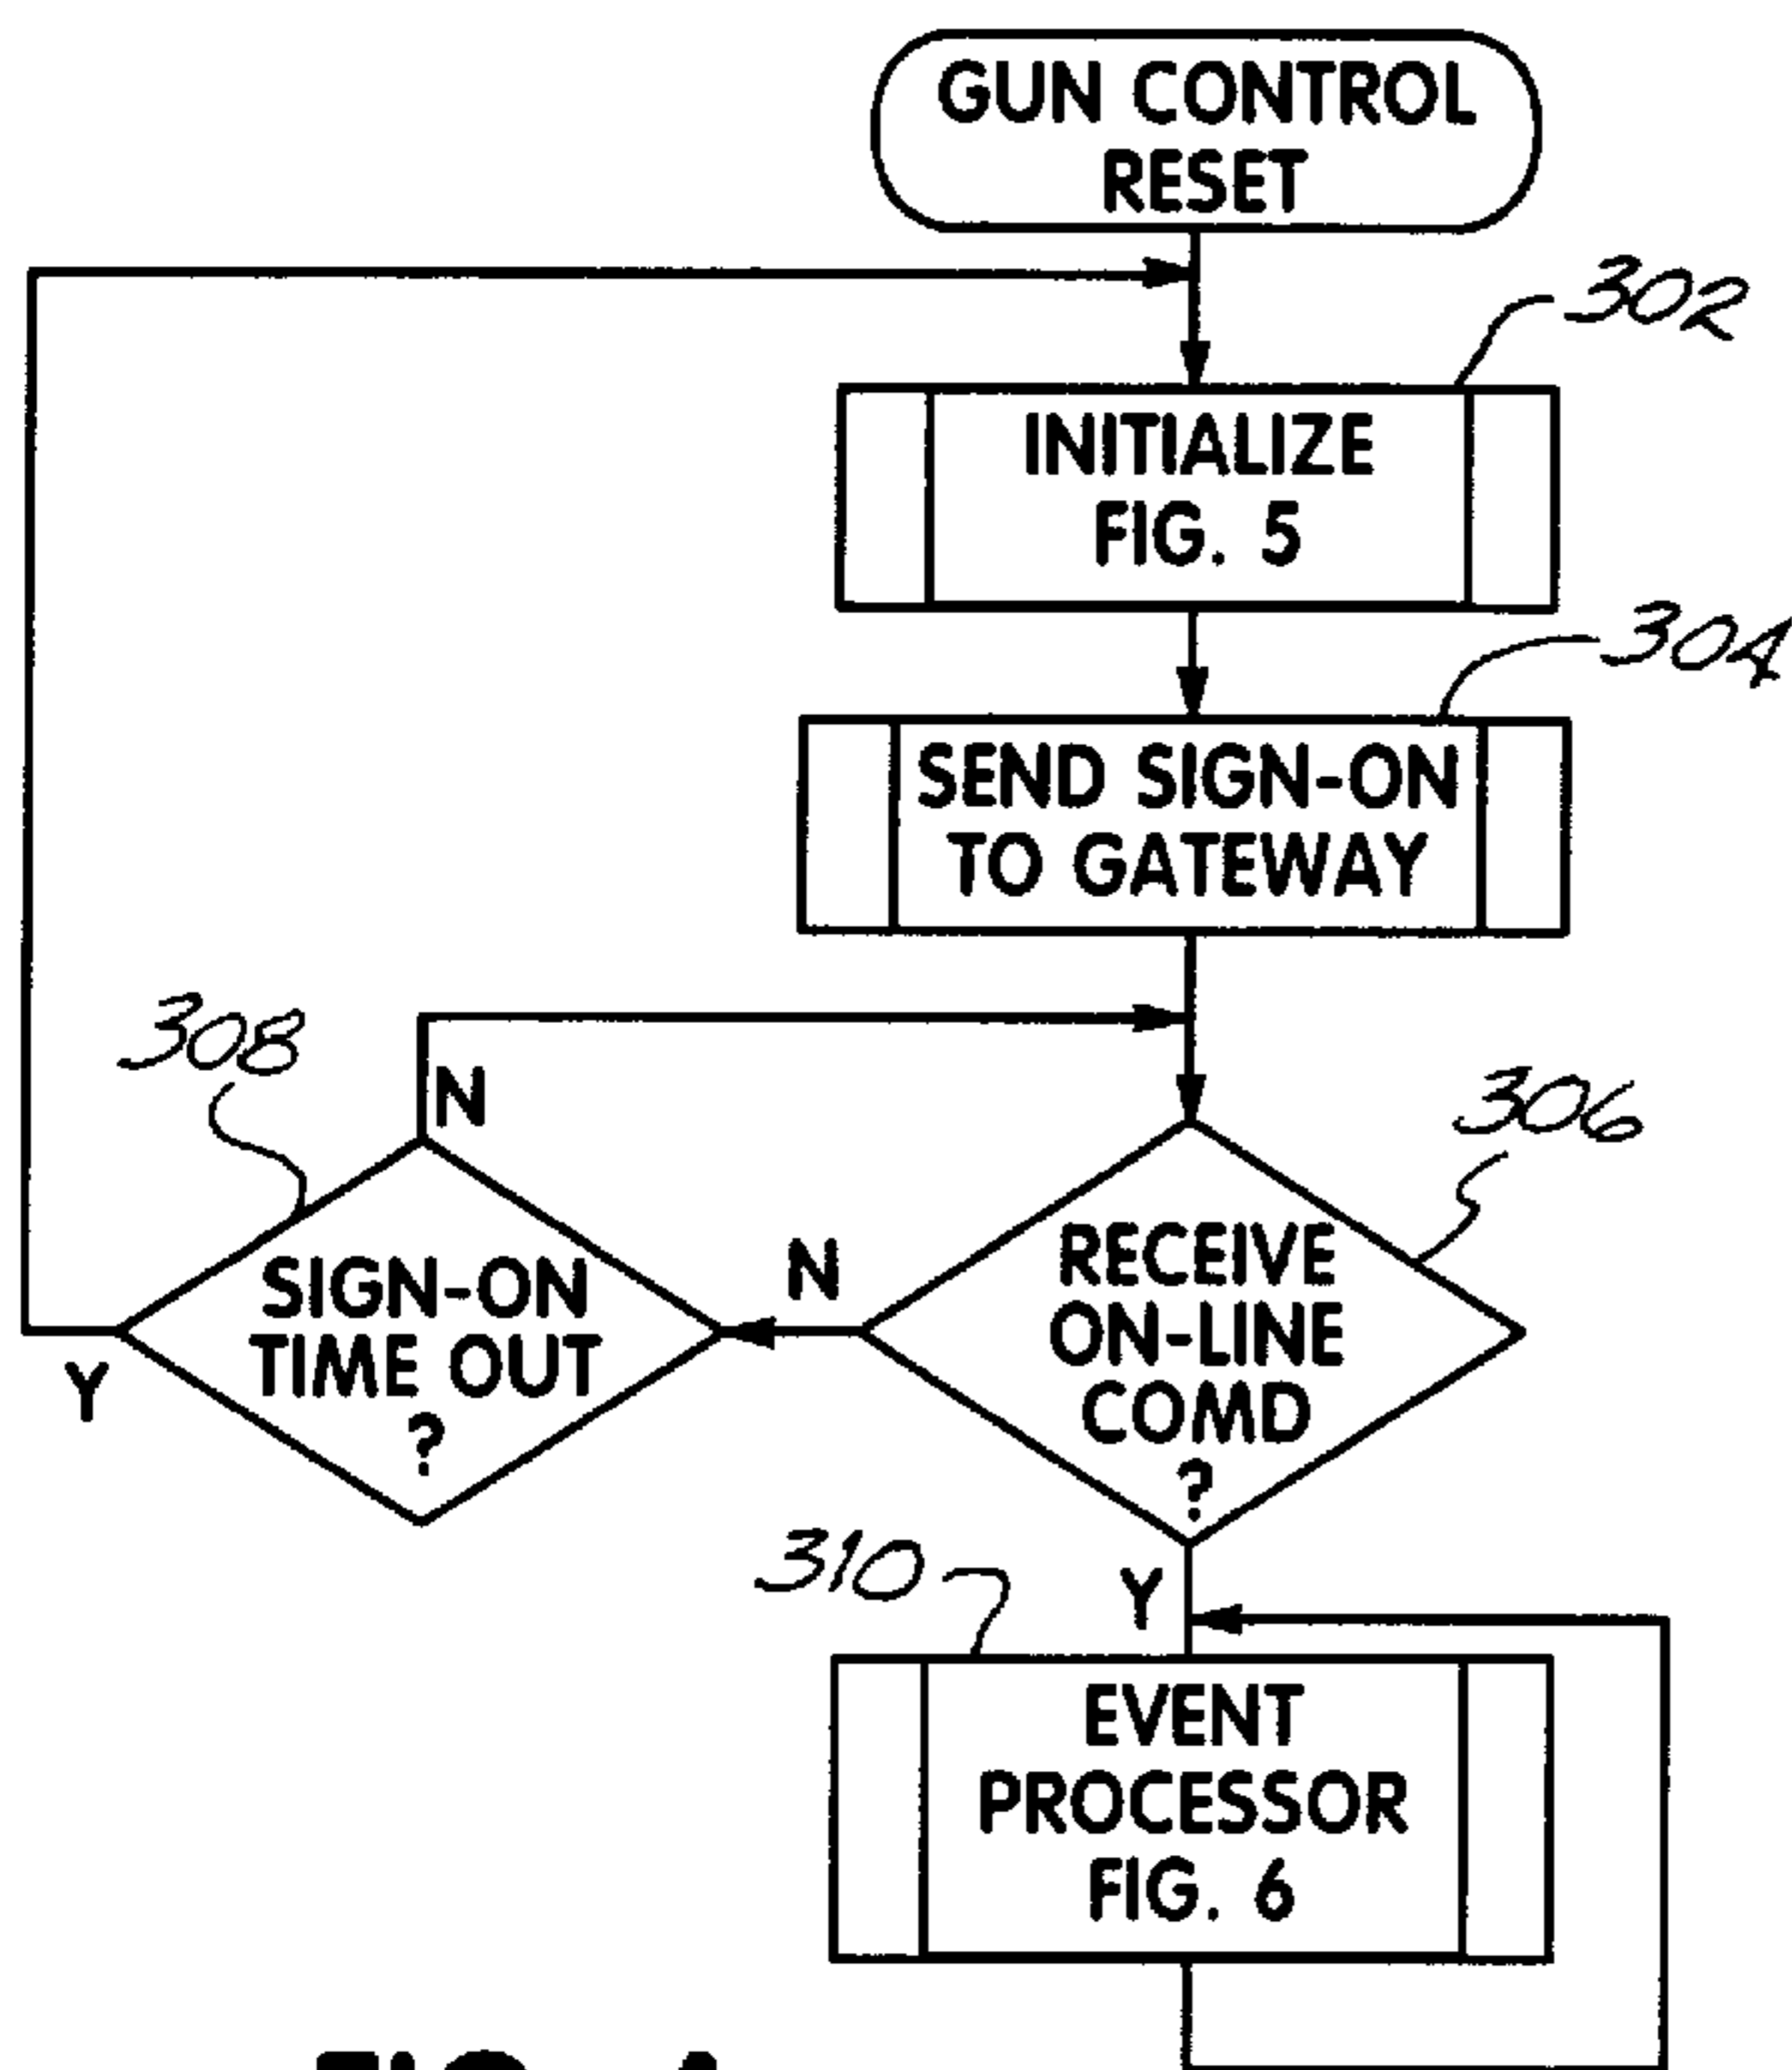 GUN CONTROL
RESET
302
INITIALIZE
FIG. 5
304
SEND SIGN-ON
TO GATEWAY
308
N
306
SIGN-ON
TIME OUT
?
Y
N
RECEIVE
ON-LINE
COMD
?
310
Y
EVENT
PROCESSOR
FIG. 6